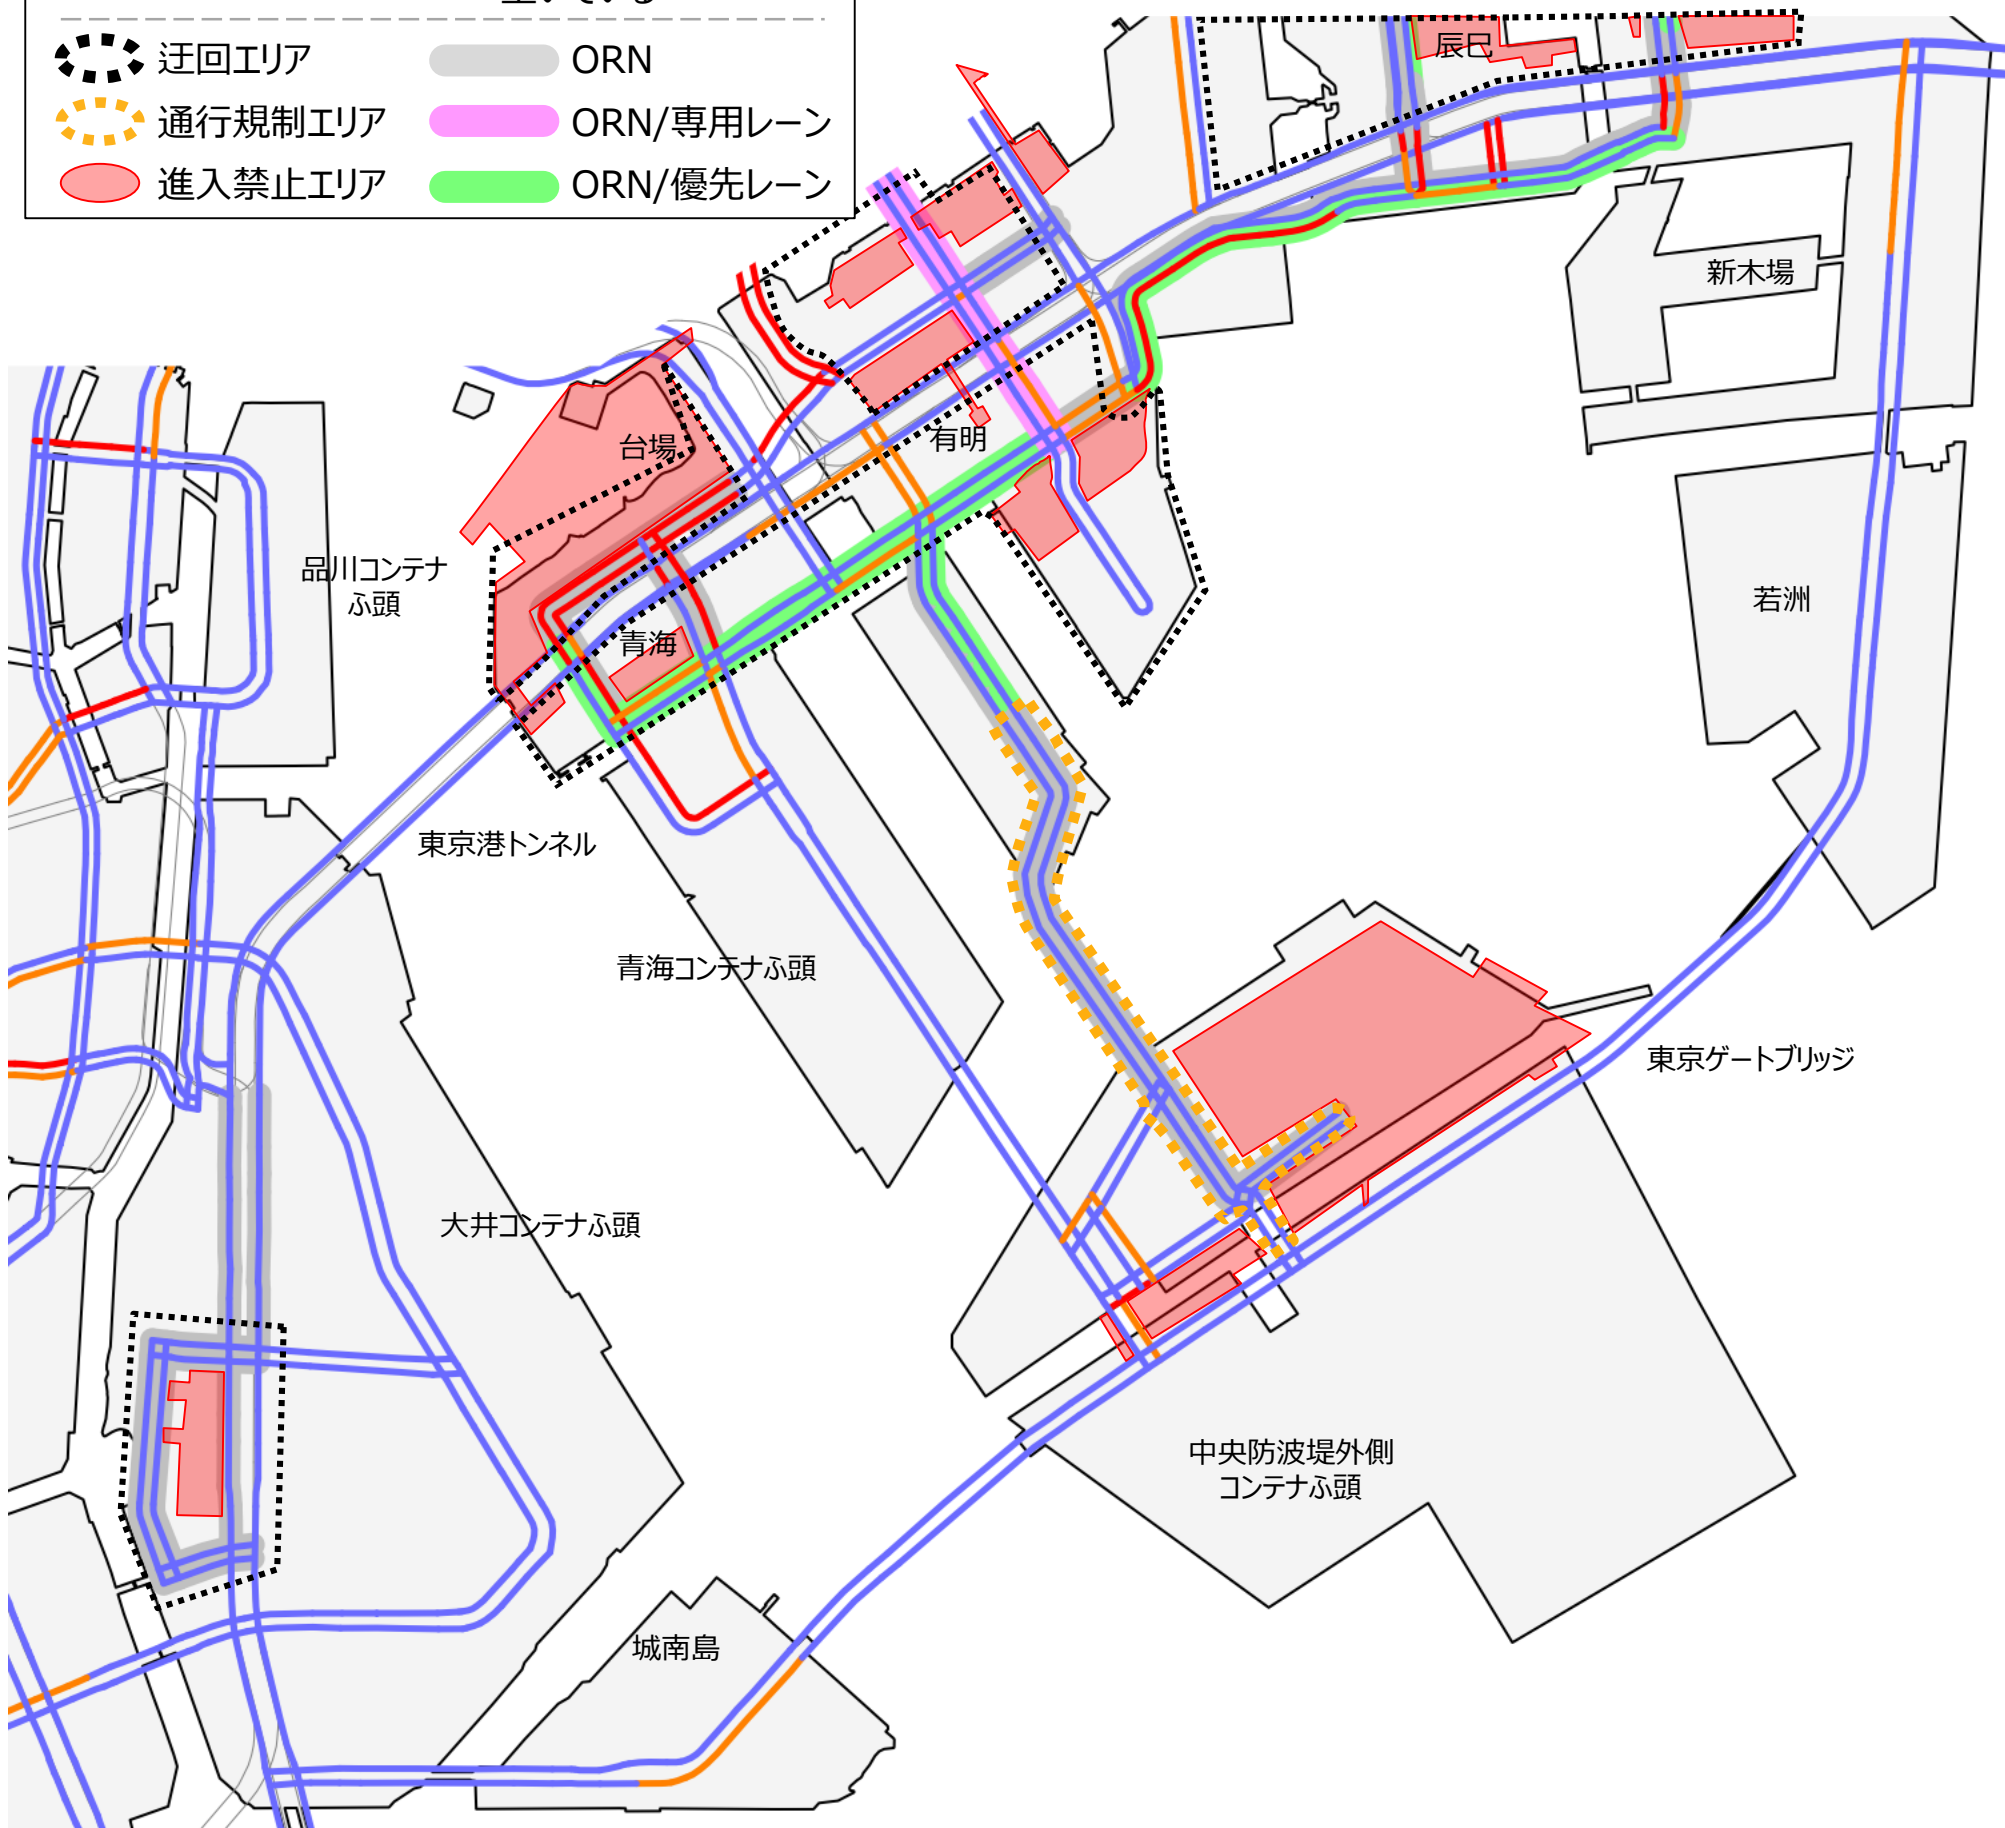 空いている
迂回エリア
ORN
通行規制エリア
ORN/専用レーン
進入禁止エリア
ORN/優先レーン
辰巳
新木場
有明
台場
品川コンテナ
ふ頭
青海
若洲
東京港トンネル
青海コンテナふ頭
東京ゲートブリッジ
大井コンテナふ頭
中央防波堤外側
コンテナふ頭
城南島